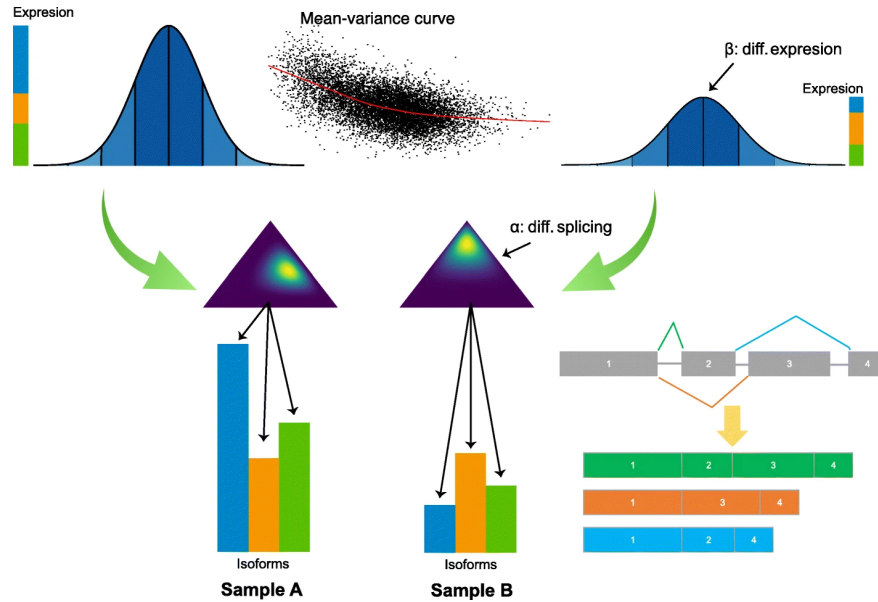 Expresion
Mean-variance curve
β: diff. expresion
Expresion
α: diff. splicing
1 2 3 4
1 2 3 4
1 3 4
1 2 4
Isoforms
Sample A
Isoforms
Sample B